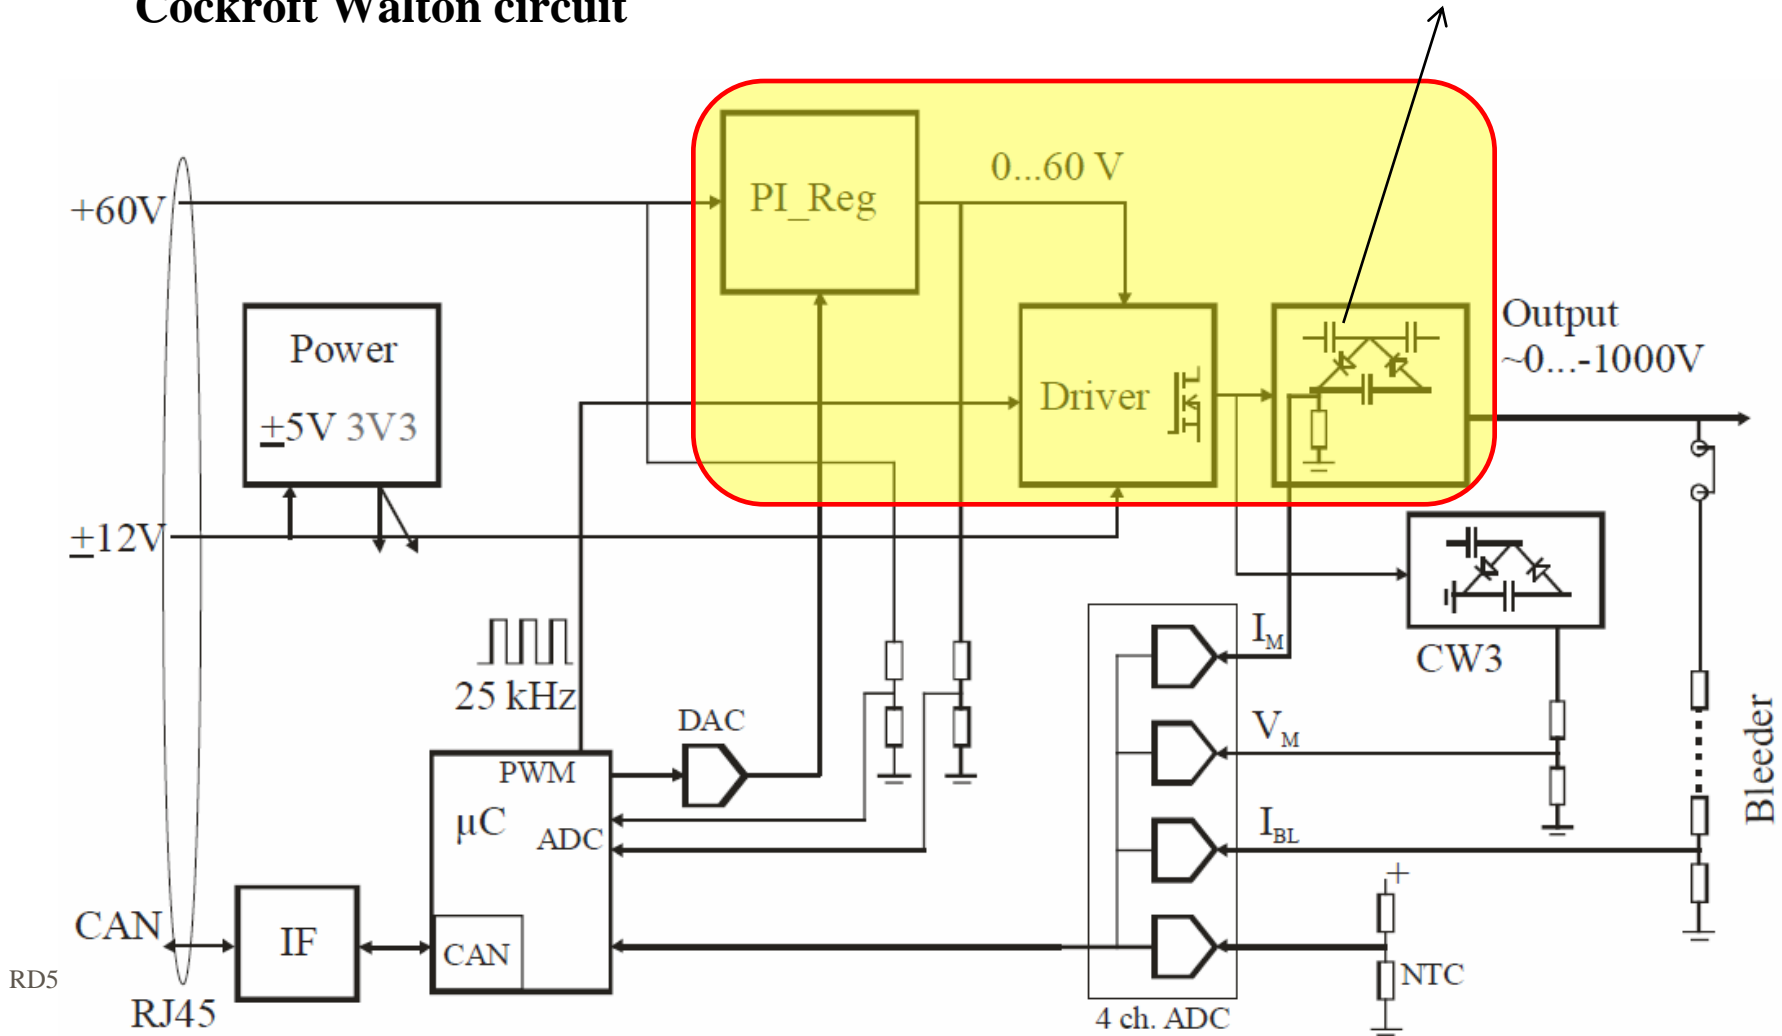 Cockroft Walton circuit
0...60 V
PI_Reg
+60V
Output
~0...-1000V
Power
±5V 3V3
Driver
±12V
I_M
CW3
25 kHz
DAC
V_M
Bleeder
PWM
µC
ADC
I_BL
+
CAN
IF
CAN
NTC
RD5
RJ45
4 ch. ADC